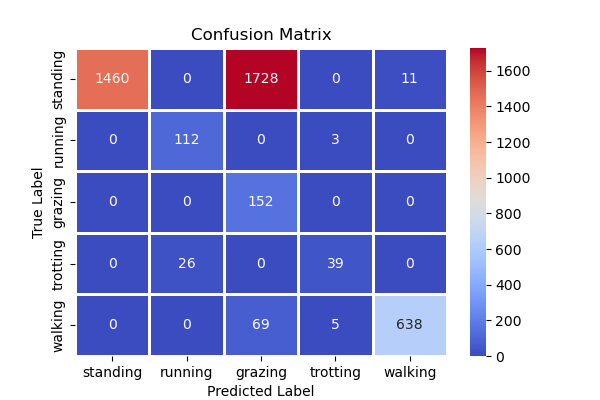 Confusion Matrix
True Label
standing 1460 0 1728 0 11
running 0 112 0 3 0
grazing 0 0 152 0 0
trotting 0 26 0 39 0
walking 0 0 69 5 638
standing running grazing trotting walking
Predicted Label
1600
1400
1200
1000
800
600
400
200
0